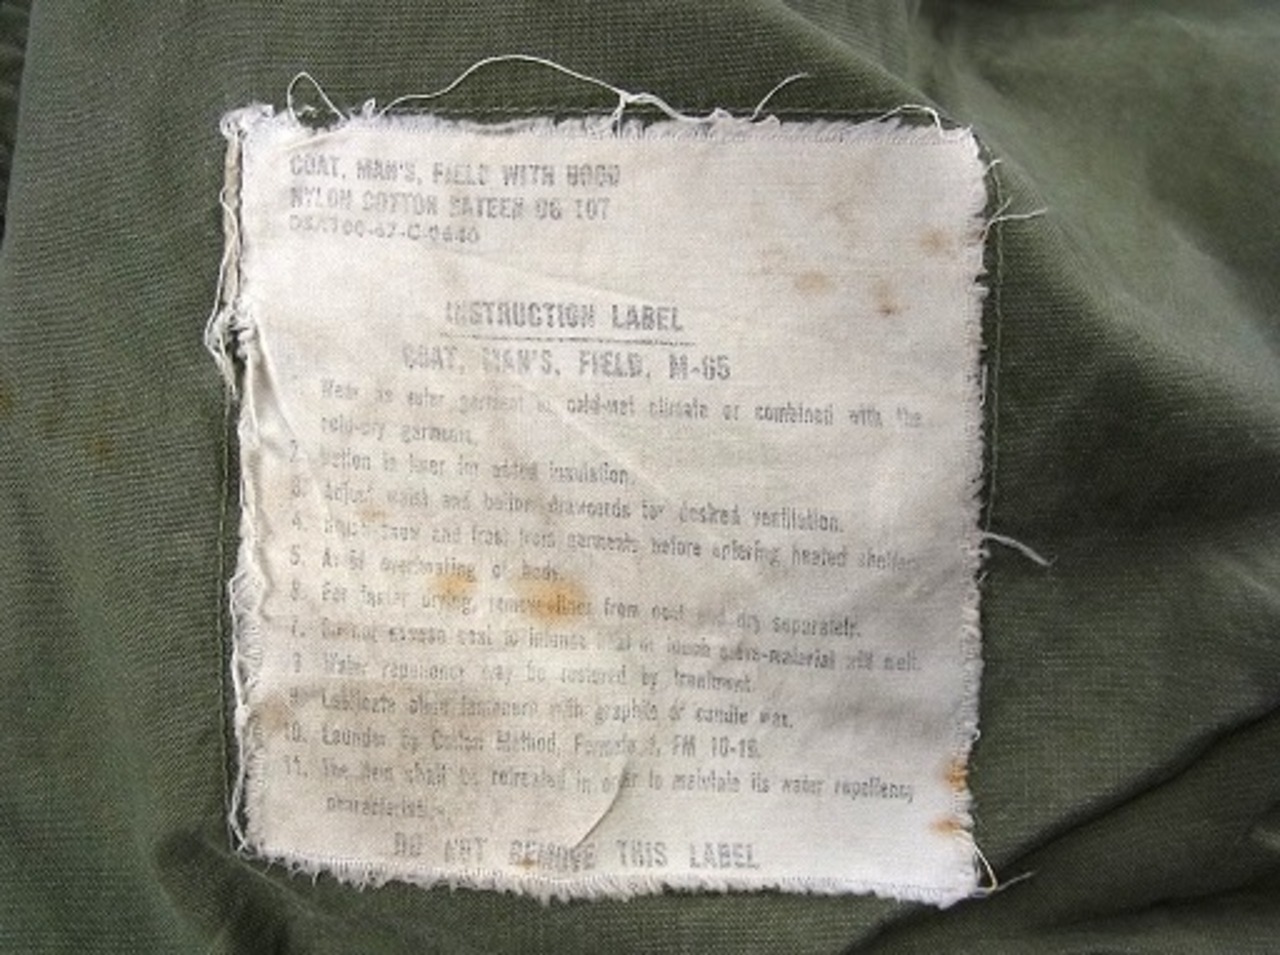 COAT, MAN'S, FIELD WITH HOOD
NYLON COTTON SATEEN OG 107
INSTRUCTION LABEL
COAT, MAN'S, FIELD, M-65
1. Wear as outer garment in cold-wet climate or combined with the
cold-dry garments.
2. Button in liner for added insulation.
3. Adjust waist and bottom drawcords for desired ventilation.
4. snow and frost from garments before entering heated shelters.
5. Avoid overheating of body.
6. For faster drying, remove liner from coat and dry separately.
7. Do not expose coat to intense heat or touch material will melt.
8. Water repellency may be restored by treatment.
9. Lubricate slide fasteners with graphite or candle wax.
10. Launder by Cotton Method, Formula FM 10-16.
11. The item shall be retreated in order to maintain its water repellency
characteristics.
DO NOT REMOVE THIS LABEL